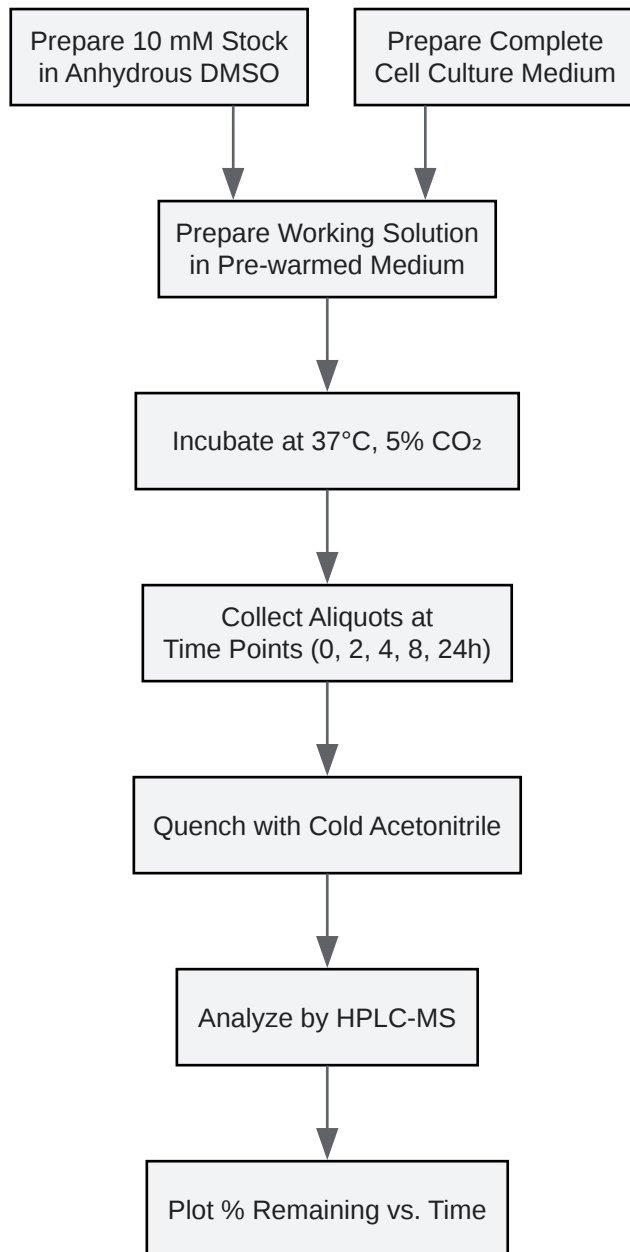 Prepare 10 mM Stock
in Anhydrous DMSO
Prepare Complete
Cell Culture Medium
Prepare Working Solution
in Pre-warmed Medium
Incubate at 37°C, 5% CO₂
Collect Aliquots at
Time Points (0, 2, 4, 8, 24h)
Quench with Cold Acetonitrile
Analyze by HPLC-MS
Plot % Remaining vs. Time